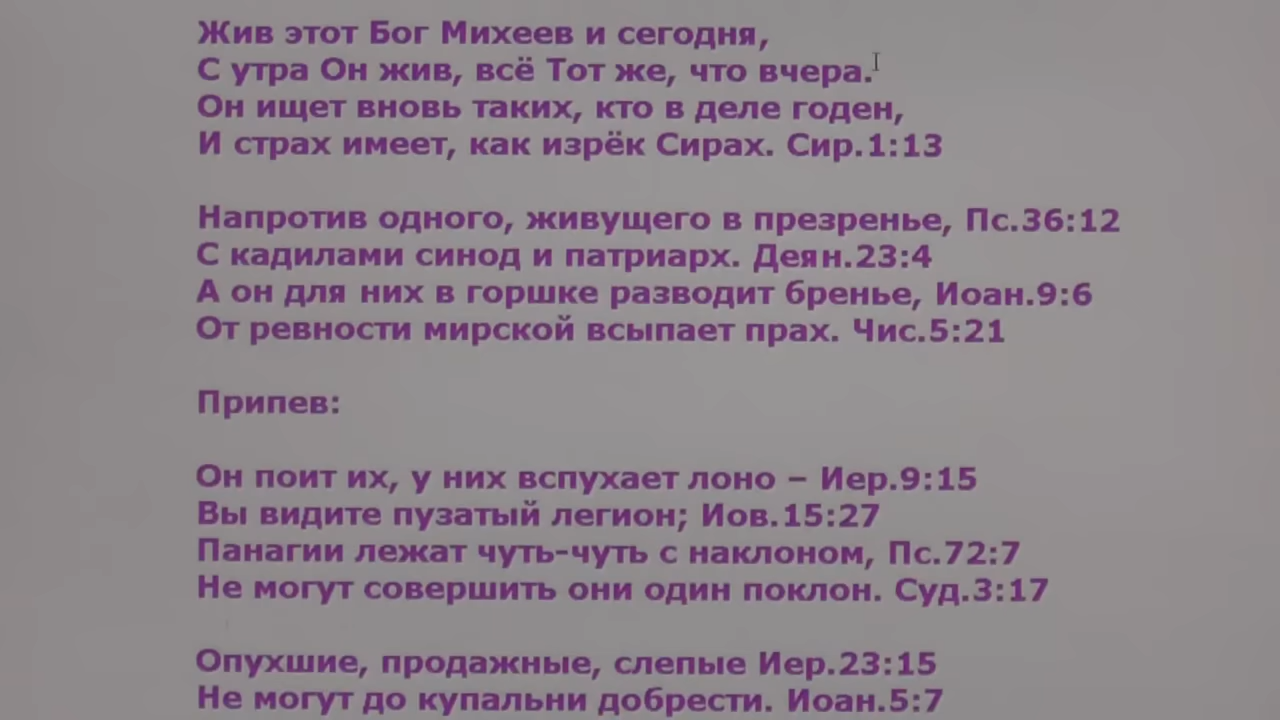 Жив этот Бог Михеев и сегодня,
С утра Он жив, всё Тот же, что вчера.
Он ищет вновь таких, кто в деле годен,
И страх имеет, как изрёк Сирах. Сир.1:13
Напротив одного, живущего в презренье, Пс.36:12
С кадилами синод и патриарх. Деян.23:4
А он для них в горшке разводит бренье, Иоан.9:6
От ревности мирской всыпает прах. Чис.5:21
Припев:
Он поит их, у них вспухает лоно – Иер.9:15
Вы видите пузатый легион; Иов.15:27
Панагии лежат чуть-чуть с наклоном, Пс.72:7
Не могут совершить они один поклон. Суд.3:17
Опухшие, продажные, слепые Иер.23:15
Не могут до купальни добрести. Иоан.5:7